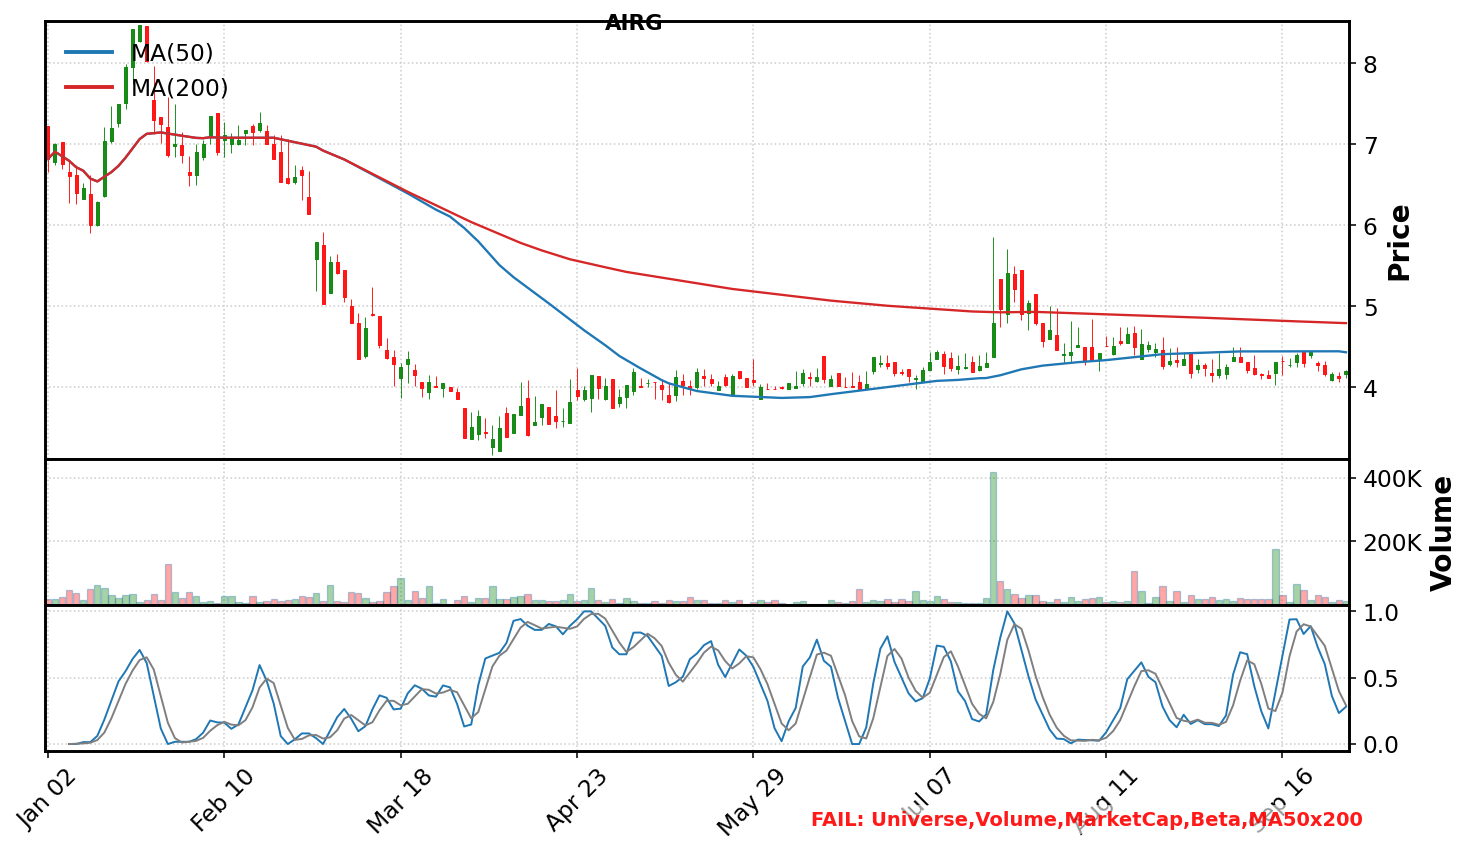 AIRG
MA(50)
MA(200)
8
7
6
5
4
Price
400K
200K
Volume
1.0
0.5
0.0
Jan 02
Feb 10
Mar 18
Apr 23
May 29
Jul 07
Aug 11
Sep 16
FAIL: Universe,Volume,MarketCap,Beta,MA50x200